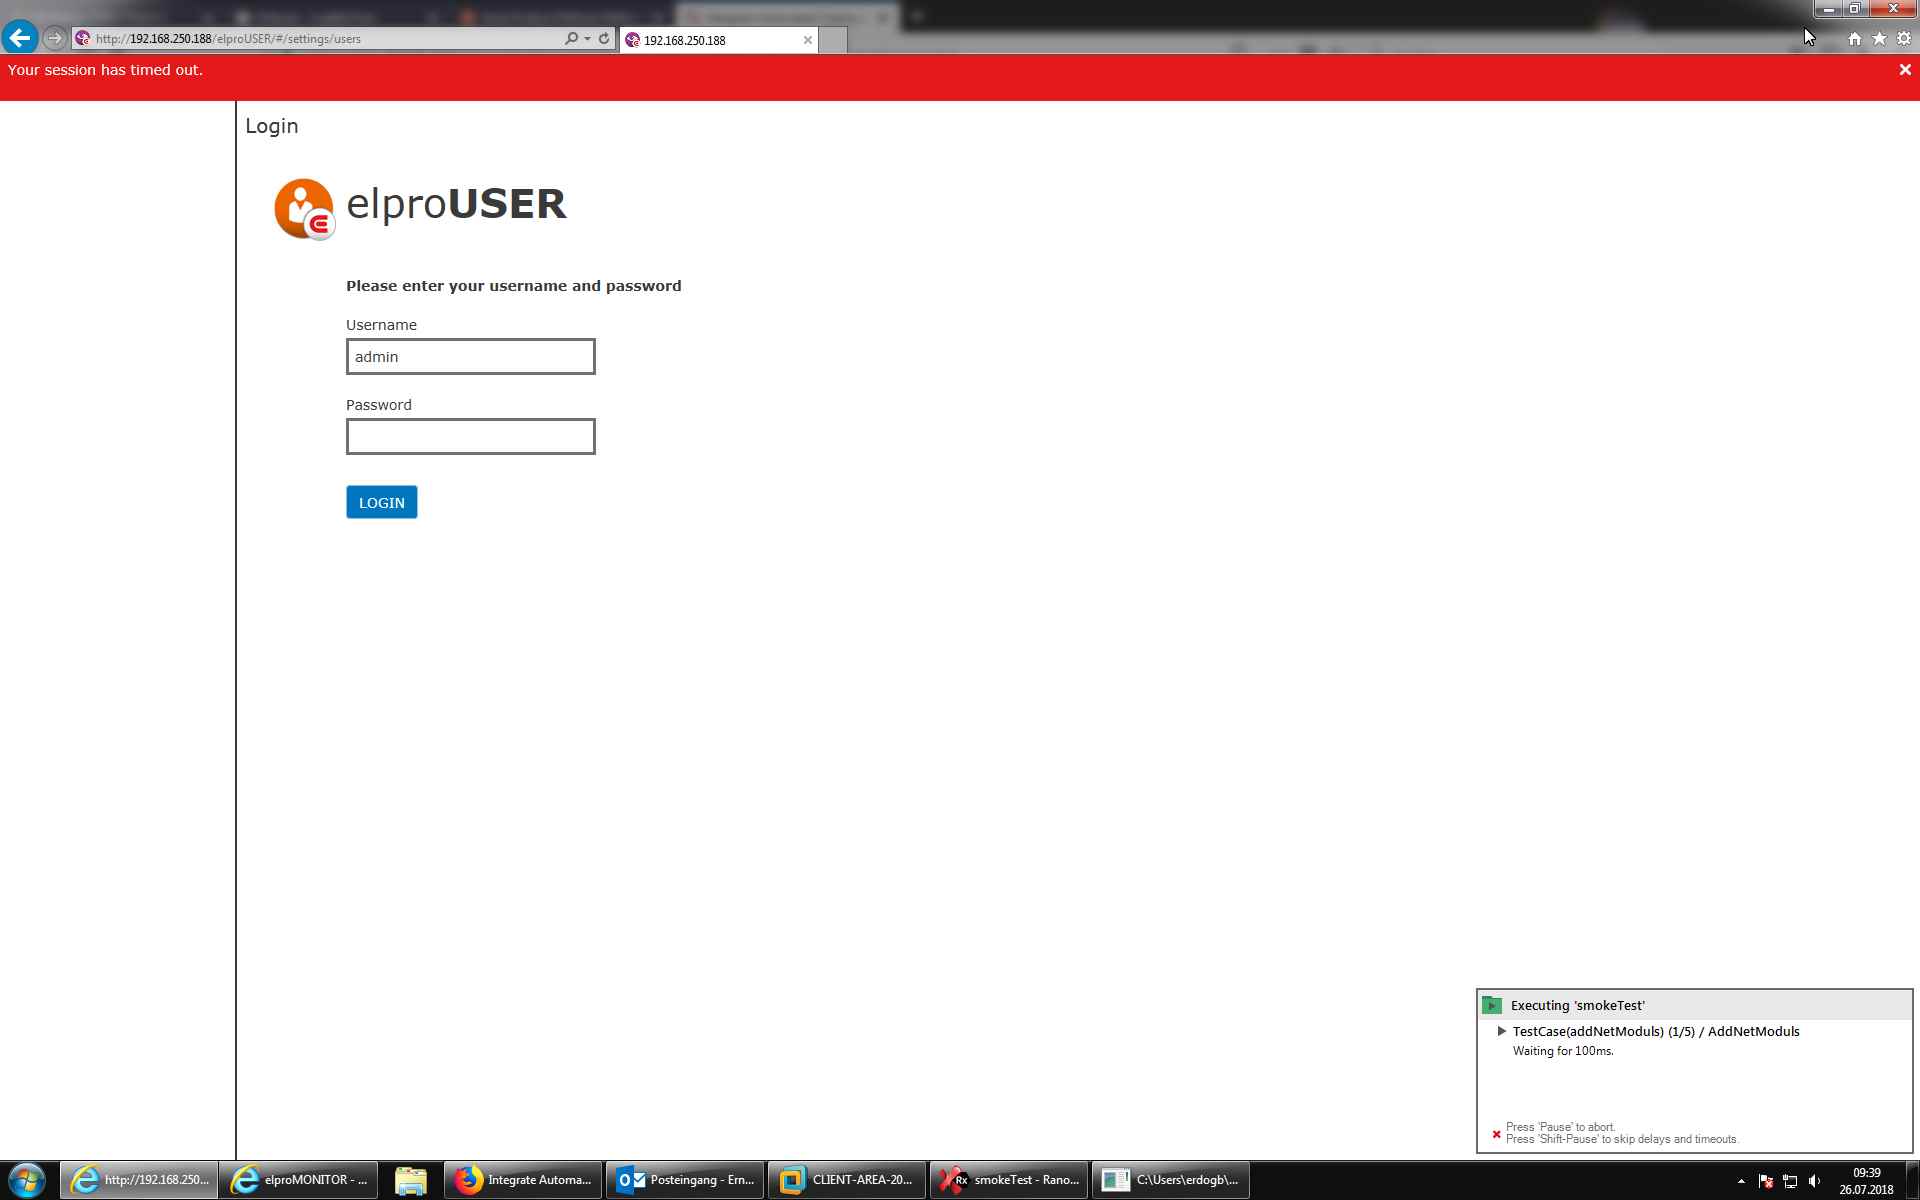 http://192.168.250.188/elproUSER/#/settings/users
192.168.250.188
Your session has timed out.
Login
elproUSER
Please enter your username and password
Username
admin
Password
LOGIN
Executing 'smokeTest'
TestCase(addNetModuls) (1/5) / AddNetModuls
Waiting for 100ms.
Press 'Pause' to abort.
Press 'Shift-Pause' to skip delays and timeouts.
http://192.168.250...
elproMONITOR - ...
Integrate Automa...
Posteingang - Ern...
CLIENT-AREA-20...
smokeTest - Rano...
C:\Users\erdogb\...
09:39
26.07.2018